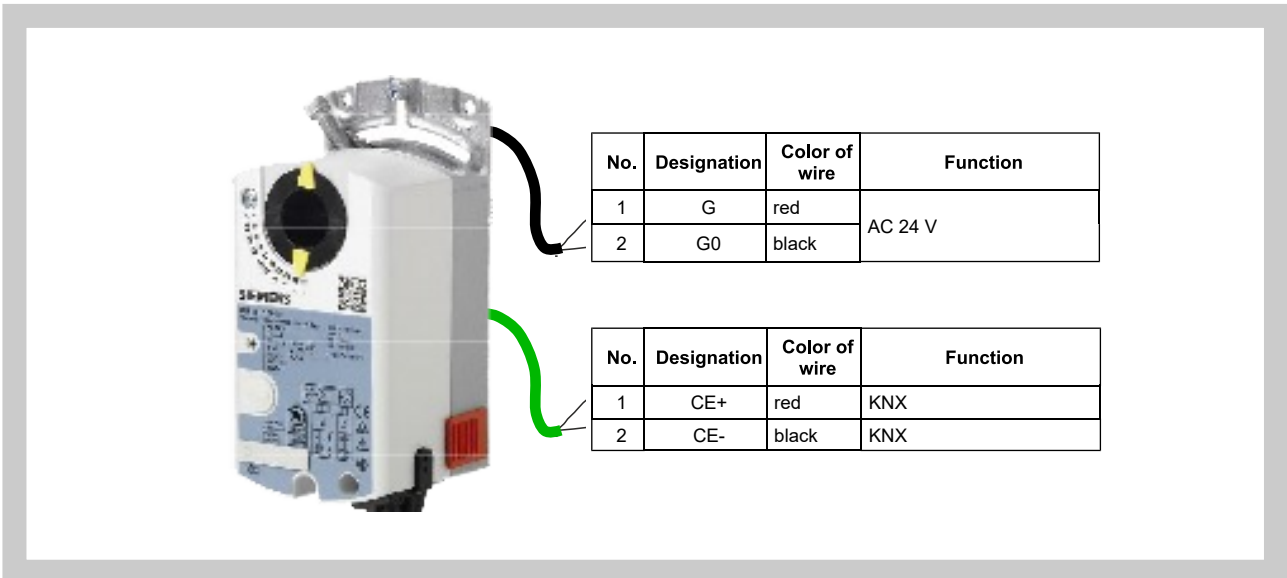 No. Designation Color of wire Function
1 G red AC 24 V
2 G0 black
SIEMENS
No. Designation Color of wire Function
1 CE+ red KNX
2 CE- black KNX